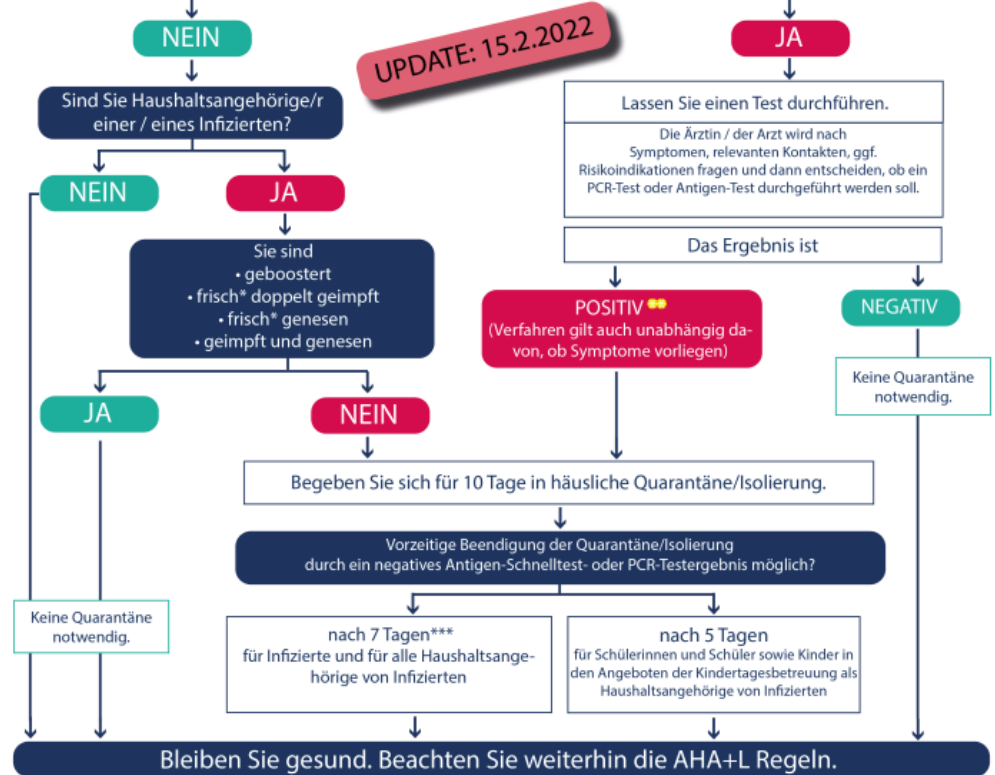 NEIN
UPDATE: 15.2.2022
JA
Sind Sie Haushaltsangehörige/r
einer / eines Infizierten?
NEIN
JA
Sie sind
• geboostert
• frisch* doppelt geimpft
• frisch* genesen
• geimpft und genesen
JA
NEIN
Lassen Sie einen Test durchführen.
Die Ärztin / der Arzt wird nach
Symptomen, relevanten Kontakten, ggf.
Risikoindikationen fragen und dann entscheiden, ob ein
PCR-Test oder Antigen-Test durchgeführt werden soll.
Das Ergebnis ist
POSITIV **
(Verfahren gilt auch unabhängig da-
von, ob Symptome vorliegen)
NEGATIV
Keine Quarantäne
notwendig.
Begeben Sie sich für 10 Tage in häusliche Quarantäne/Isolierung.
Vorzeitige Beendigung der Quarantäne/Isolierung
durch ein negatives Antigen-Schnelltest- oder PCR-Testergebnis möglich?
Keine Quarantäne
notwendig.
nach 7 Tagen***
für Infizierte und für alle Haushaltsange-
hörige von Infizierten
nach 5 Tagen
für Schülerinnen und Schüler sowie Kinder in
den Angeboten der Kindertagesbetreuung als
Haushaltsangehörige von Infizierten
Bleiben Sie gesund. Beachten Sie weiterhin die AHA+L Regeln.